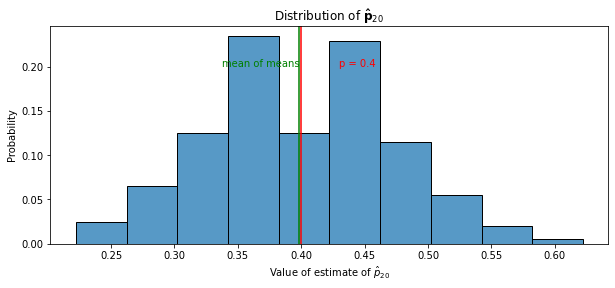 Distribution of p̂₂₀
Probability
0.20
0.15
0.10
0.05
0.00
mean of means
p = 0.4
0.25 0.30 0.35 0.40 0.45 0.50 0.55 0.60
Value of estimate of p̂₂₀